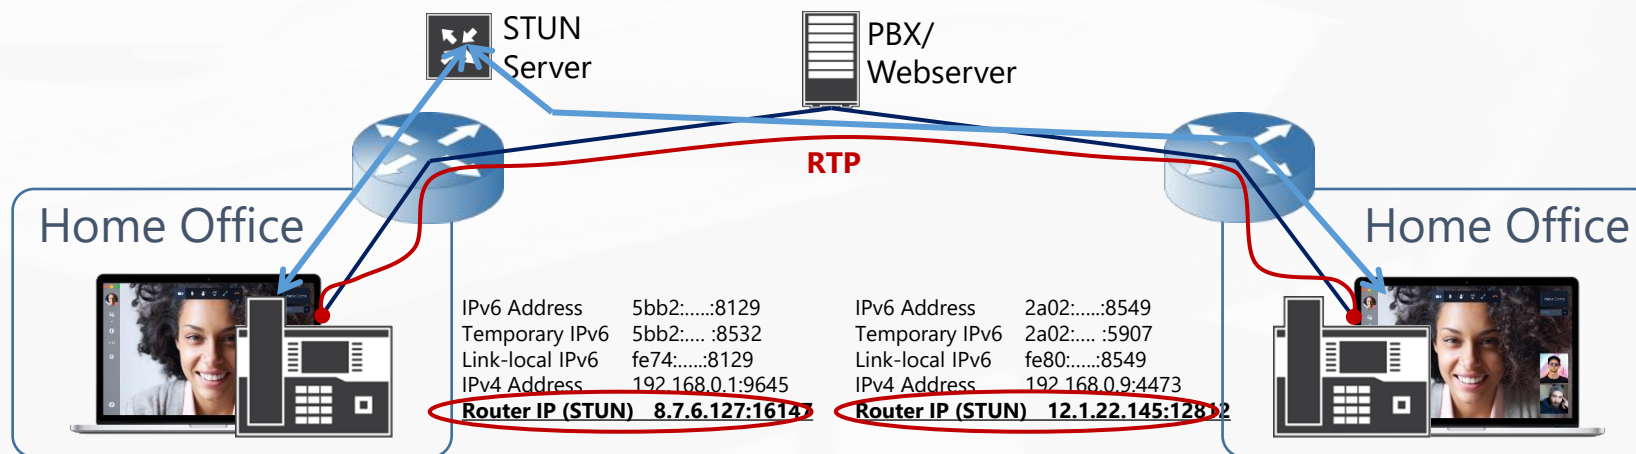 STUN
Server
PBX/
Webserver
RTP
Home Office
Home Office
IPv6 Address 5bb2:.....:8129
Temporary IPv6 5bb2:.... :8532
Link-local IPv6 fe74:.....:8129
IPv4 Address 192.168.0.1:9645
Router IP (STUN) 8.7.6.127:16147
IPv6 Address 2a02:.....:8549
Temporary IPv6 2a02:.... :5907
Link-local IPv6 fe80:.....:8549
IPv4 Address 192.168.0.9:4473
Router IP (STUN) 12.1.22.145:12812